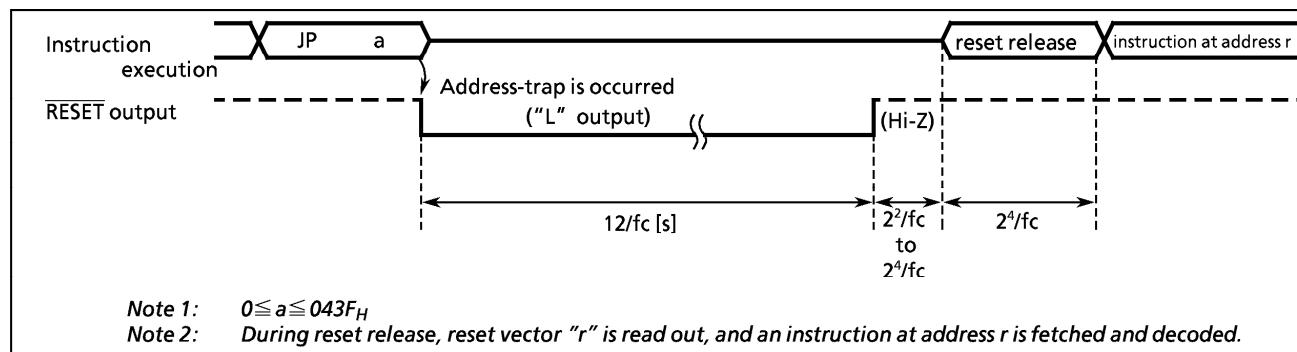 Instruction
execution
JP a
reset release
instruction at address r
Address-trap is occurred
RESET output
("L" output)
(Hi-Z)
12/fc [s]
2²/fc
to
2⁴/fc
2⁴/fc
Note 1: 0≦a≦043F_H
Note 2: During reset release, reset vector "r" is read out, and an instruction at address r is fetched and decoded.